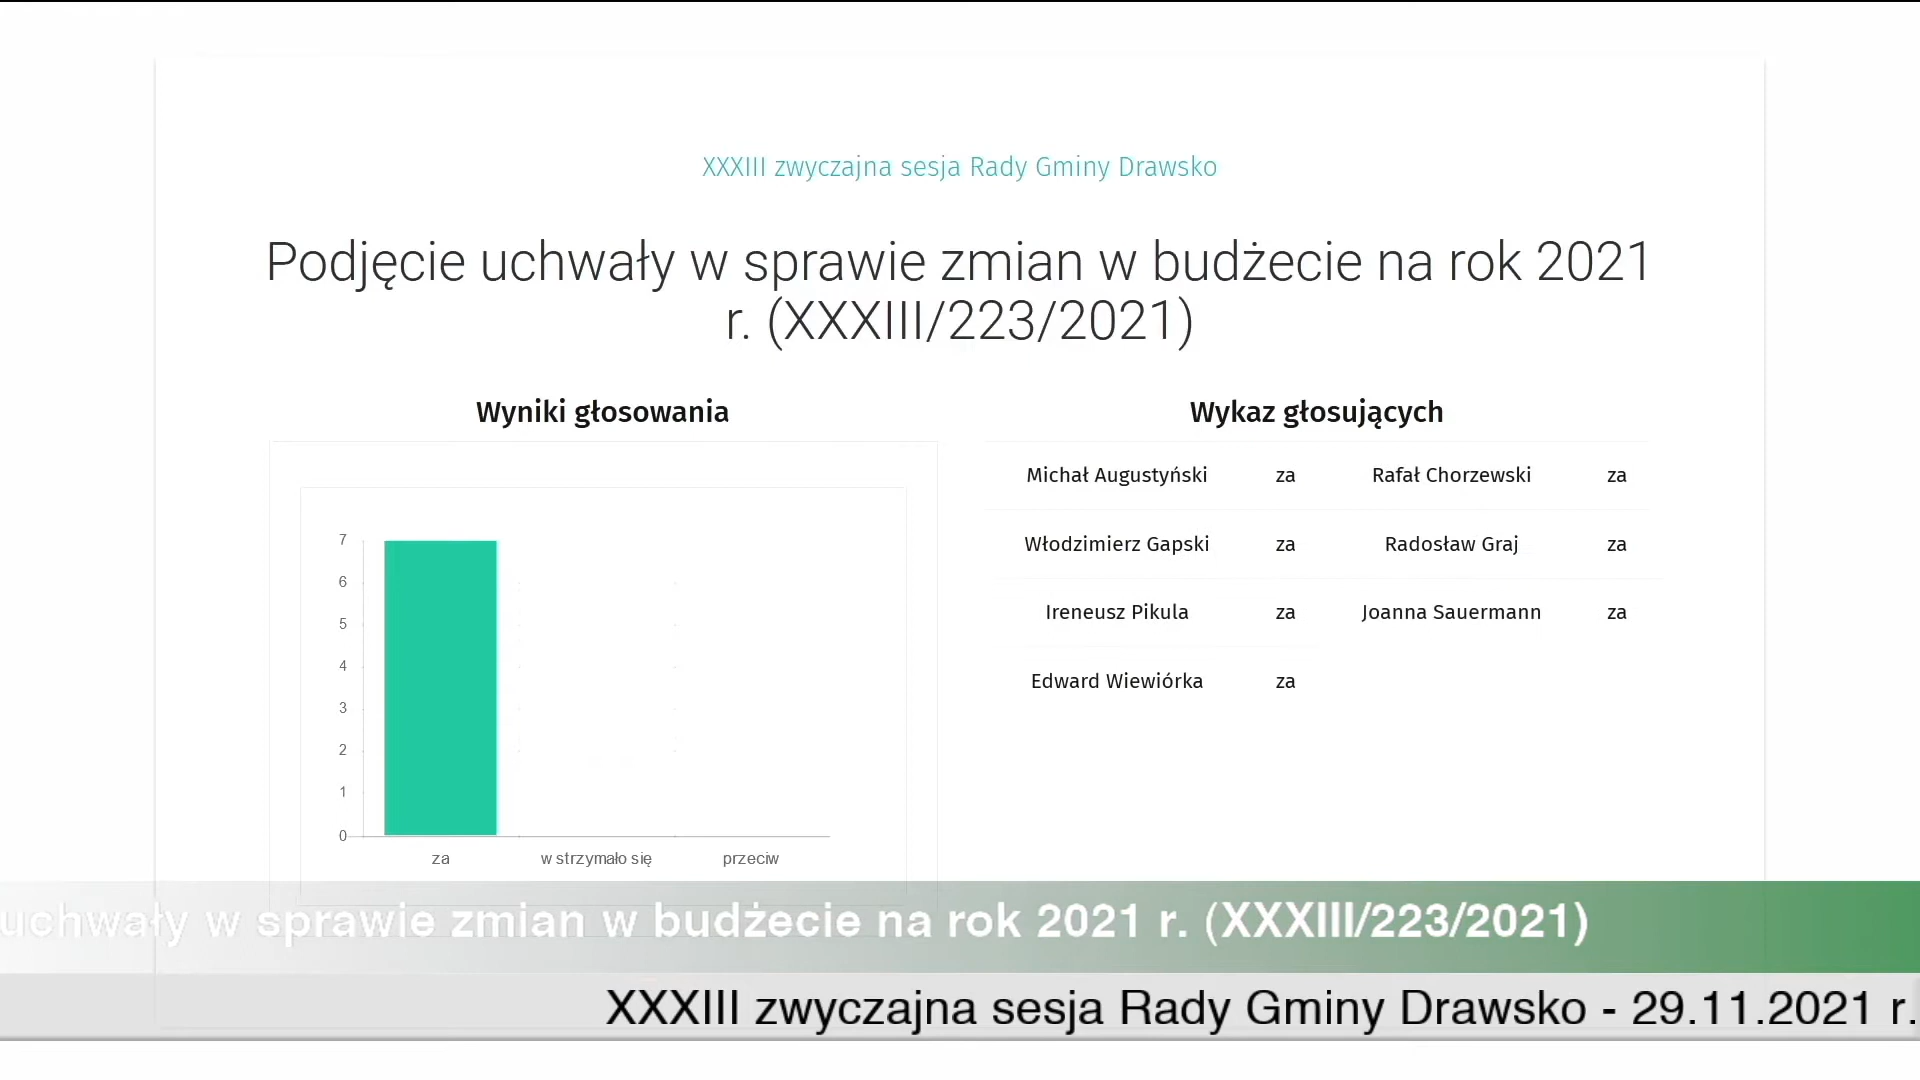 XXXIII zwyczajna sesja Rady Gminy Drawsko
Podjęcie uchwały w sprawie zmian w budżecie na rok 2021
r. (XXXIII/223/2021)
Wyniki głosowania
7
6
5
4
3
2
1
0
za
wstrzymało się
przeciw
Wykaz głosujących
Michał Augustyński za Rafał Chorzewski za
Włodzimierz Gapski za Radosław Graj za
Ireneusz Pikula za Joanna Sauermann za
Edward Wiewiórka za
uchwały w sprawie zmian w budżecie na rok 2021 r. (XXXIII/223/2021)
XXXIII zwyczajna sesja Rady Gminy Drawsko - 29.11.2021 r.